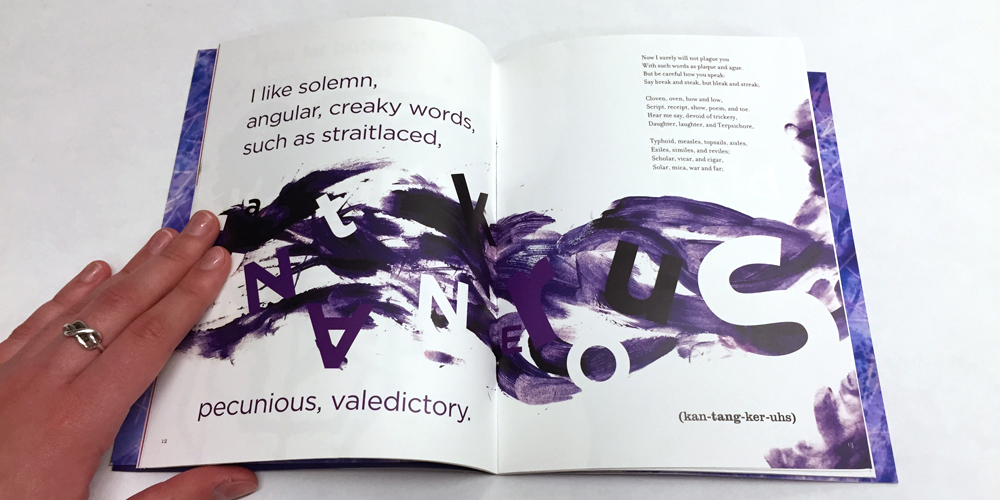 I like solemn,
angular, creaky words,
such as straitlaced,
aNtANKErOuS
pecunious, valedictory.
12
Now I surely will not plague you
With such words as plaque and ague.
But be careful how you speak:
Say break and steak, but bleak and streak;
Cloven, oven, how and low,
Script, receipt, show, poem, and toe.
Hear me say, devoid of trickery,
Daughter, laughter, and Terpsichore,
Typhoid, measles, topsails, aisles,
Exiles, similes, and reviles;
Scholar, vicar, and cigar,
Solar, mica, war and far;
(kan-tang-ker-uhs)